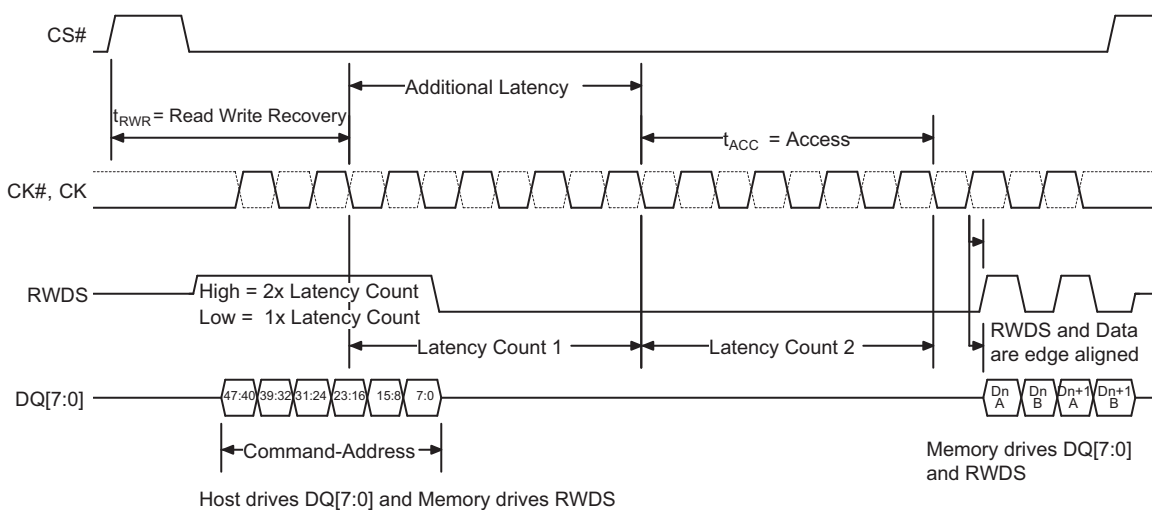 CS#
Additional Latency
tRWR = Read Write Recovery
tACC = Access
CK#, CK
RWDS
High = 2x Latency Count
Low = 1x Latency Count
RWDS and Data
are edge aligned
Latency Count 1
Latency Count 2
DQ[7:0]
47:40 39:32 31:24 23:16 15:8 7:0
Dn A
Dn B
Dn+1 A
Dn+1 B
Command-Address
Memory drives DQ[7:0]
and RWDS
Host drives DQ[7:0] and Memory drives RWDS